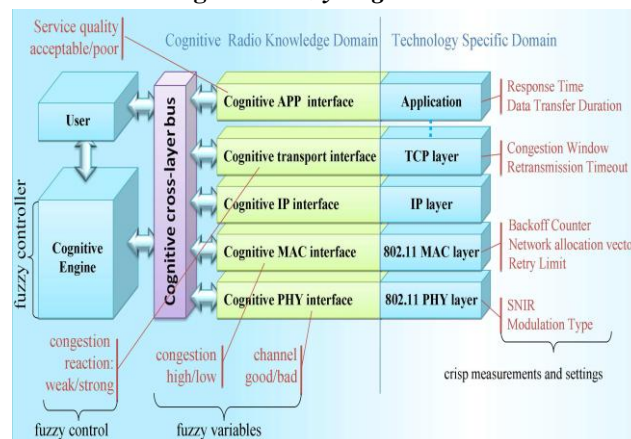 Service quality
acceptable/poor
Cognitive Radio Knowledge Domain
Technology Specific Domain
User
Cognitive cross-layer bus
Cognitive APP interface
Application
Response Time
Data Transfer Duration
Cognitive transport interface
TCP layer
Congestion Window
Retransmission Timeout
fuzzy controller
Cognitive
Engine
Cognitive IP interface
IP layer
Cognitive MAC interface
802.11 MAC layer
Backoff Counter
Network allocation vecto
Retry Limit
Cognitive PHY interface
802.11 PHY layer
SNIR
Modulation Type
congestion
reaction:
weak/strong
congestion
high/low
channel
good/bad
crisp measurements and settings
fuzzy control
fuzzy variables